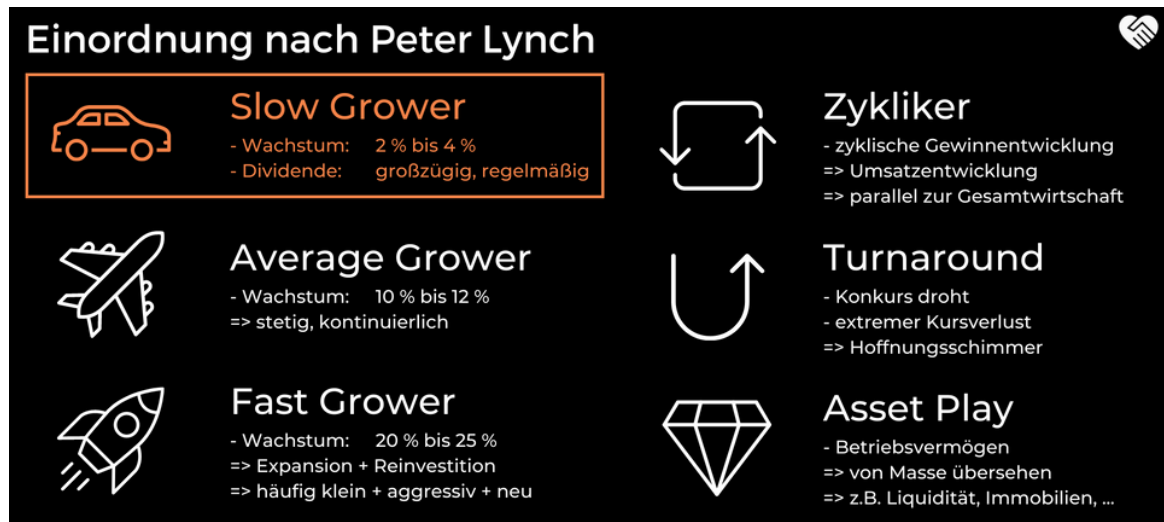 Einordnung nach Peter Lynch
Slow Grower
- Wachstum: 2 % bis 4 %
- Dividende: großzügig, regelmäßig
Average Grower
- Wachstum: 10 % bis 12 %
=> stetig, kontinuierlich
Fast Grower
- Wachstum: 20 % bis 25 %
=> Expansion + Reinvestition
=> häufig klein + aggressiv + neu
Zykliker
- zyklische Gewinnentwicklung
=> Umsatzentwicklung
=> parallel zur Gesamtwirtschaft
Turnaround
- Konkurs droht
- extremer Kursverlust
=> Hoffnungsschimmer
Asset Play
- Betriebsvermögen
=> von Masse übersehen
=> z.B. Liquidität, Immobilien, ...